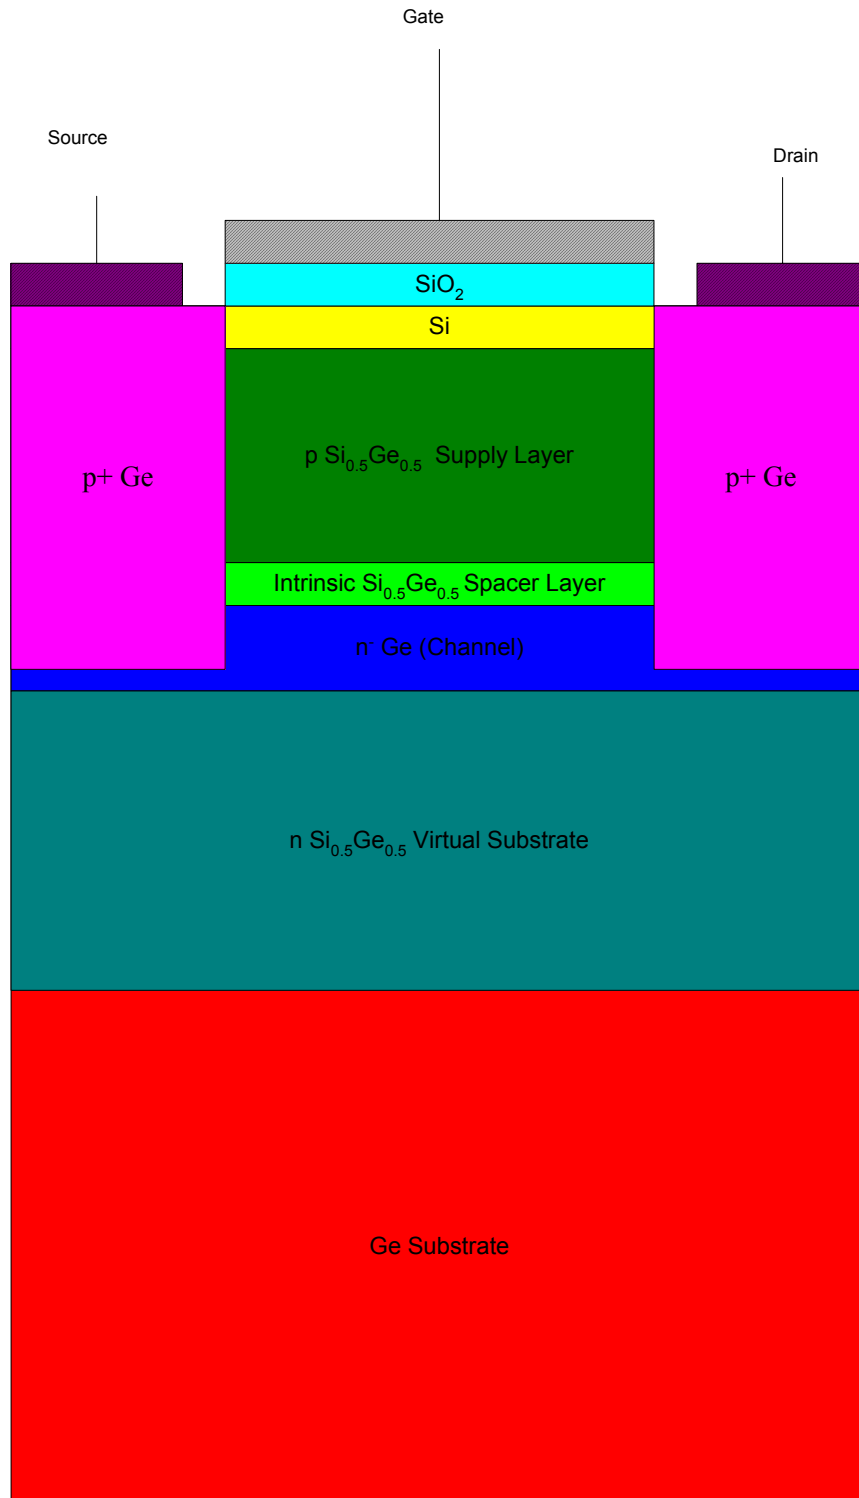 Gate
Source
Drain
SiO₂
Si
p Si₀.₅Ge₀.₅ Supply Layer
p+ Ge
p+ Ge
Intrinsic Si₀.₅Ge₀.₅ Spacer Layer
n⁻ Ge (Channel)
n Si₀.₅Ge₀.₅ Virtual Substrate
Ge Substrate